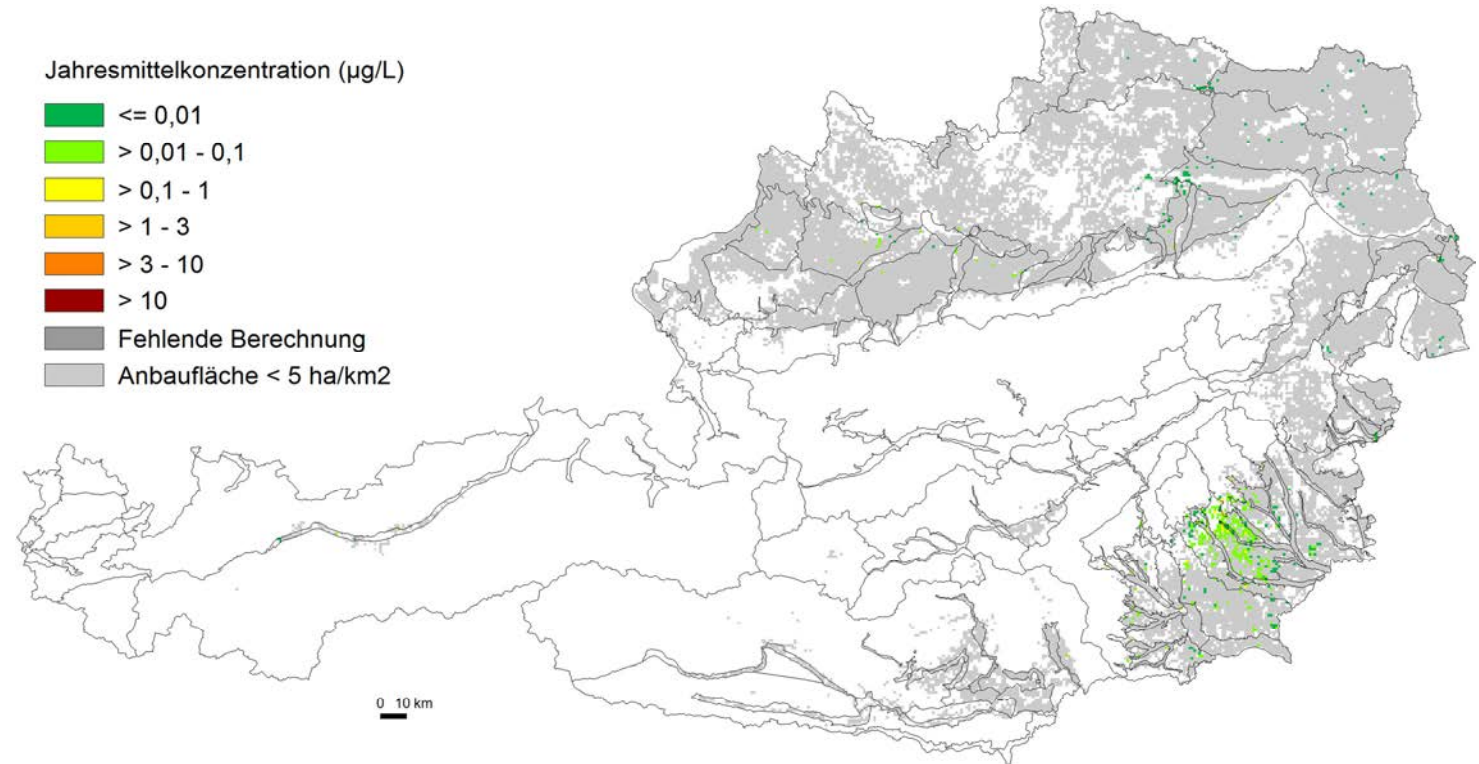 Jahresmittelkonzentration (µg/L)
<= 0,01
> 0,01 - 0,1
> 0,1 - 1
> 1 - 3
> 3 - 10
> 10
Fehlende Berechnung
Anbaufläche < 5 ha/km2
0 10 km